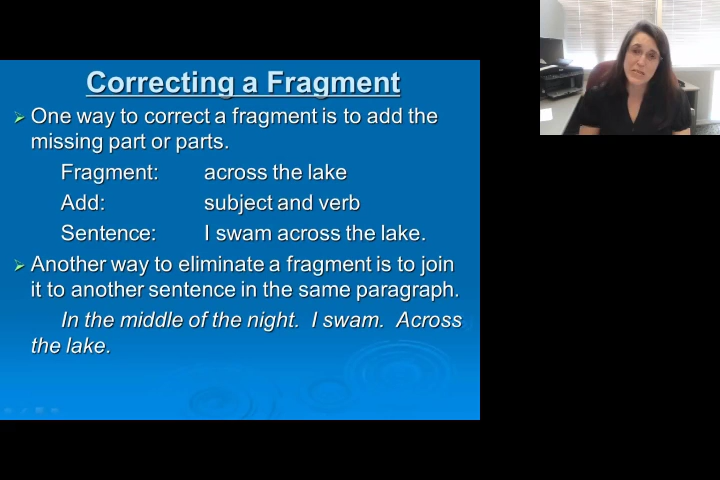 Correcting a Fragment
One way to correct a fragment is to add the
missing part or parts.
Fragment: across the lake
Add: subject and verb
Sentence: I swam across the lake.
Another way to eliminate a fragment is to join
it to another sentence in the same paragraph.
In the middle of the night. I swam. Across
the lake.